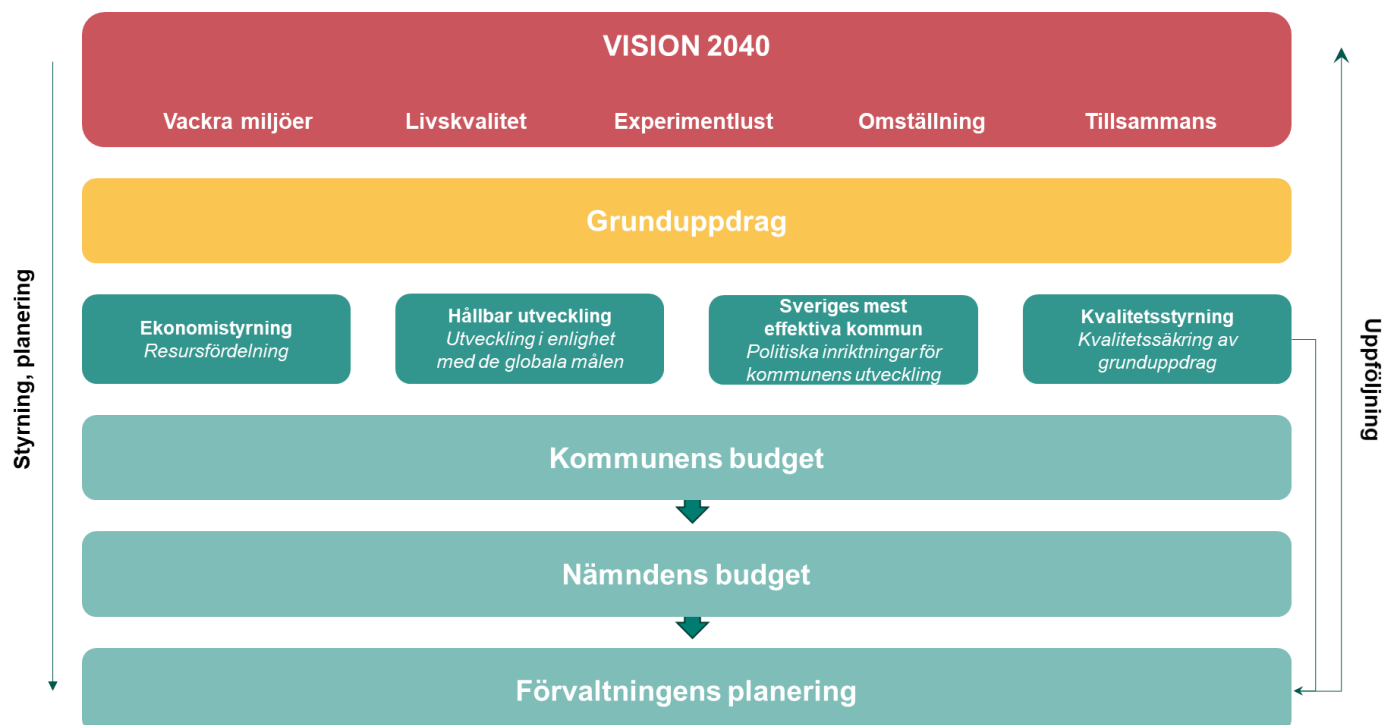 VISION 2040
Vackra miljöer
Livskvalitet
Experimentlust
Omställning
Tillsammans
Grunduppdrag
Ekonomistyrning
Resursfördelning
Hållbar utveckling
Utveckling i enlighet
med de globala målen
Sveriges mest
effektiva kommun
Politiska inriktningar för
kommunens utveckling
Kvalitetsstyrning
Kvalitetssäkring av
grunduppdrag
Kommunens budget
Nämndens budget
Förvaltningens planering
Styrning, planering
Uppföljning